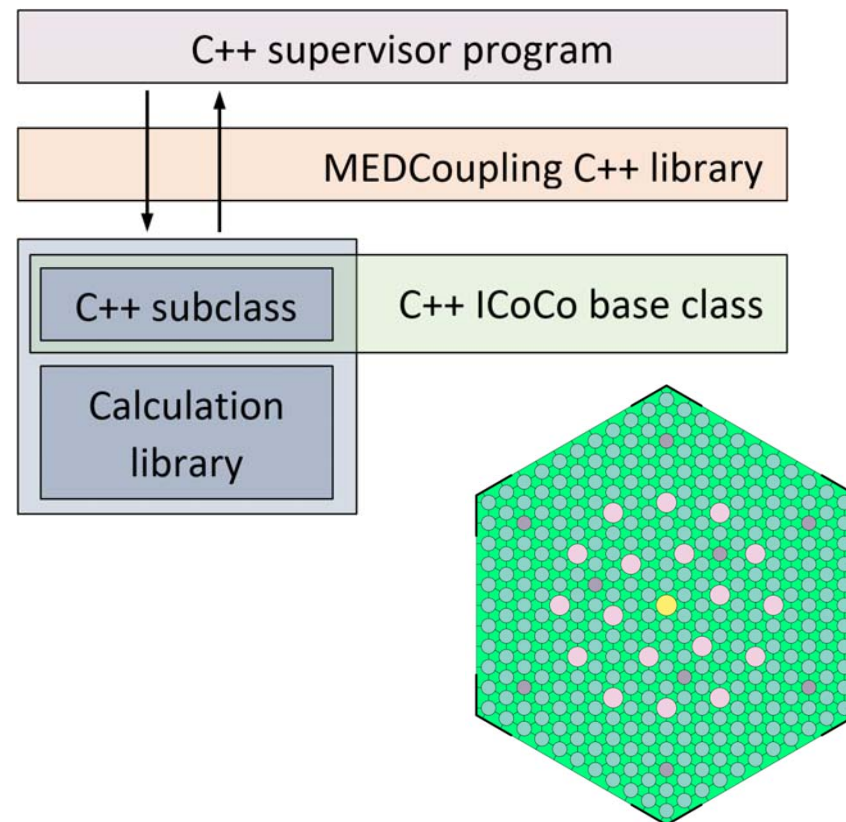 C++ supervisor program
MEDCoupling C++ library
C++ subclass
C++ ICoCo base class
Calculation
library